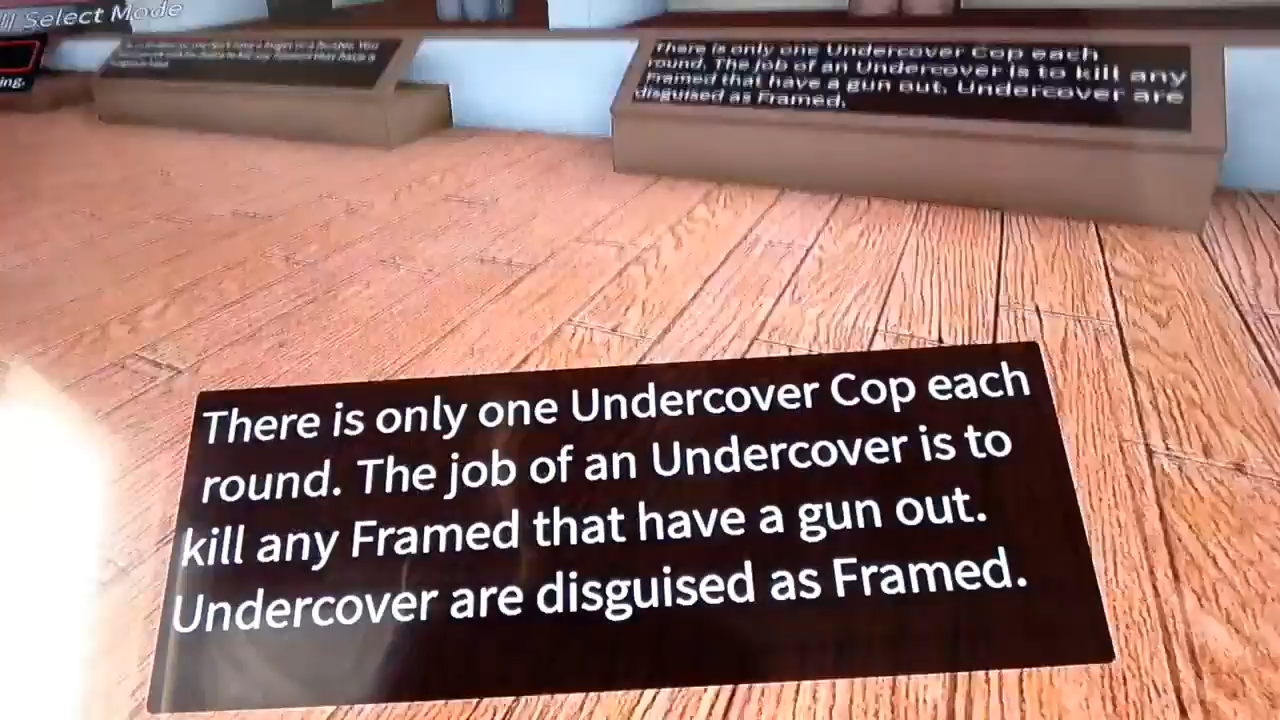 Select Mode
ing.
There is only one Undercover Cop each
round. The job of an Undercover is to kill any
Framed that have a gun out. Undercover are
disguised as Framed.
There is only one Undercover Cop each
round. The job of an Undercover is to
kill any Framed that have a gun out.
Undercover are disguised as Framed.